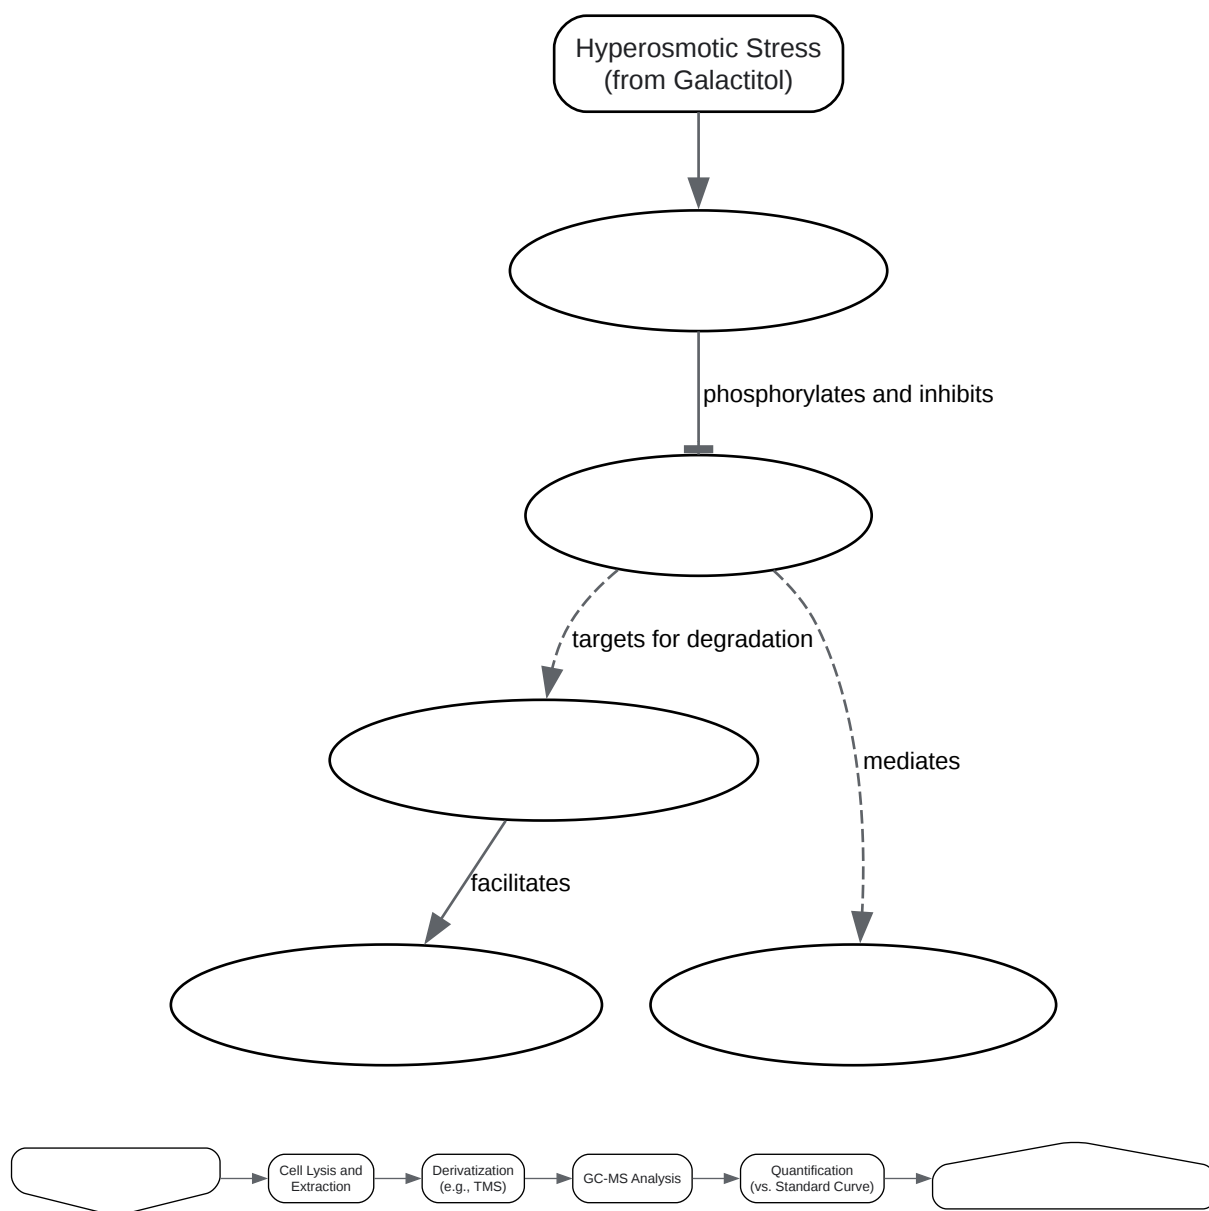 Hyperosmotic Stress
(from Galactitol)
phosphorylates and inhibits
targets for degradation
mediates
facilitates
Cell Lysis and
Extraction
Derivatization
(e.g., TMS)
GC-MS Analysis
Quantification
(vs. Standard Curve)